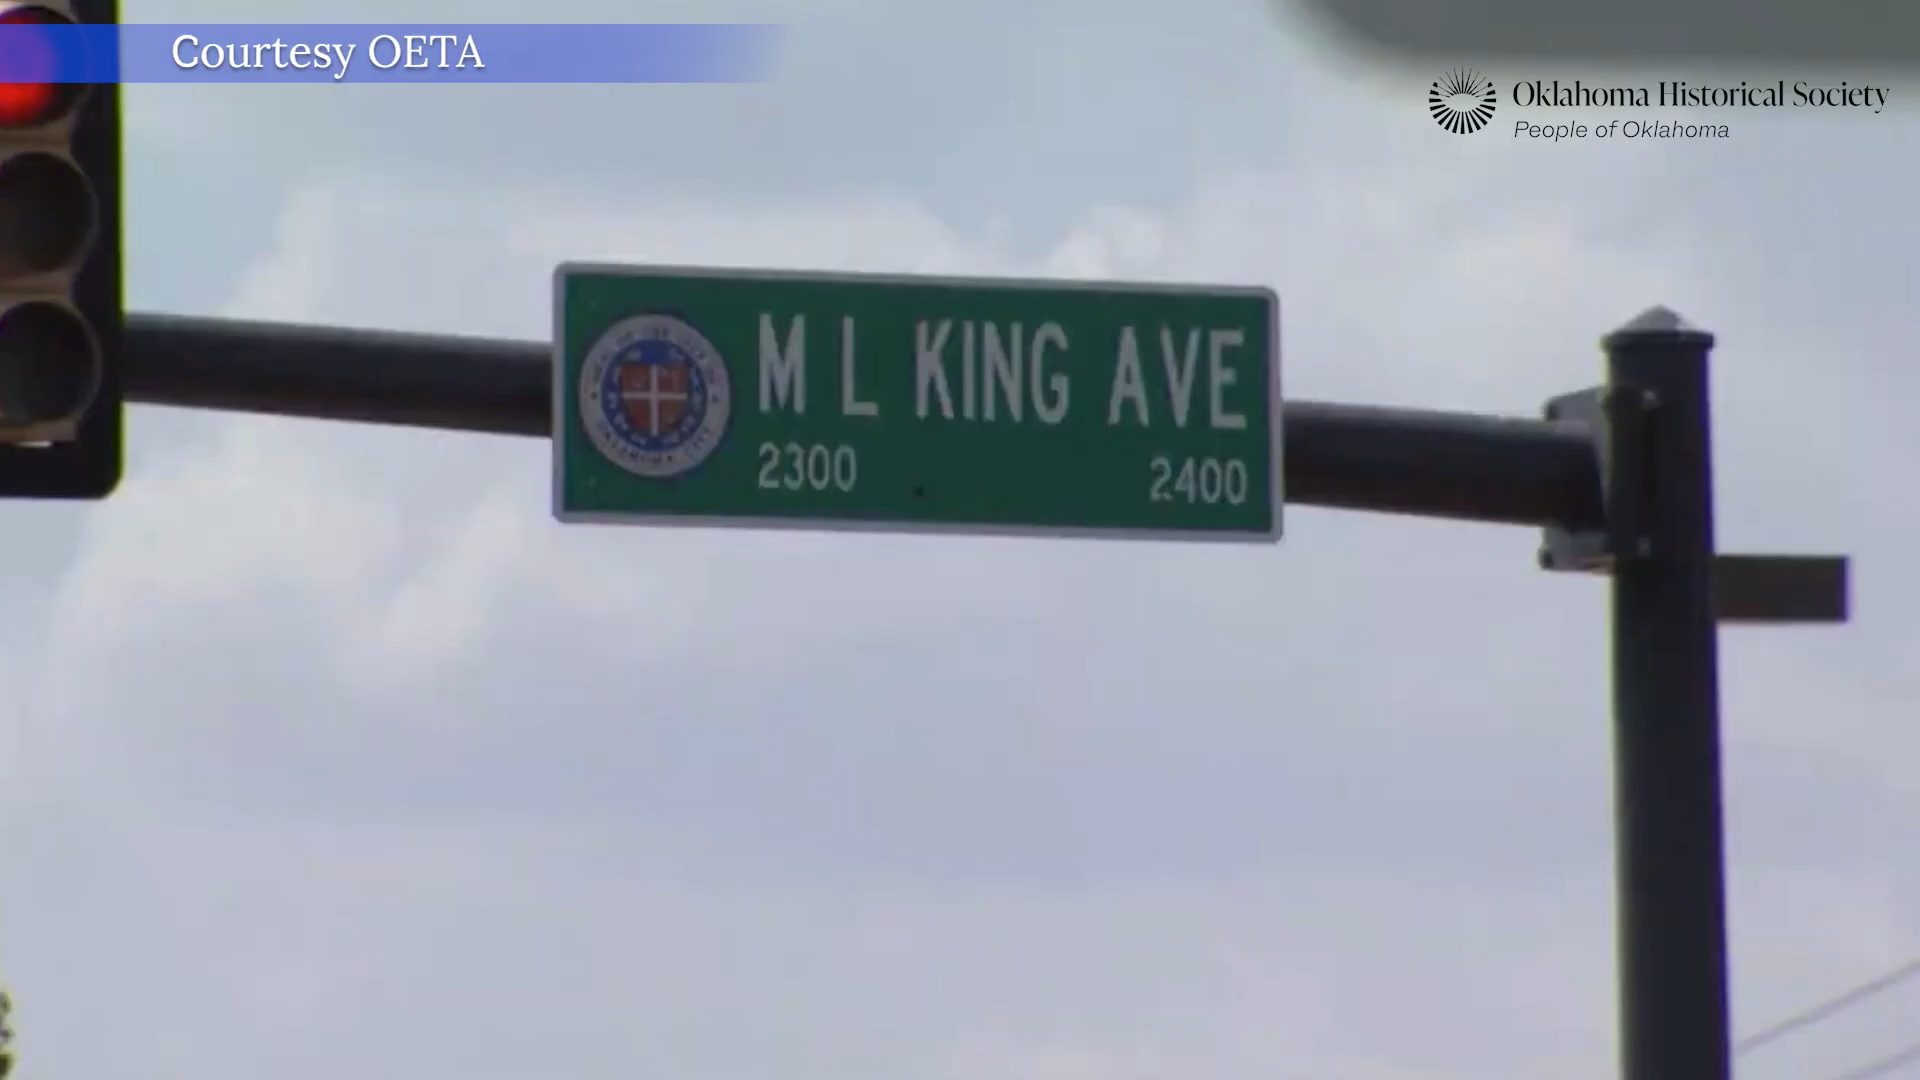 Courtesy OETA
Oklahoma Historical Society
People of Oklahoma
M L KING AVE
2300 2400